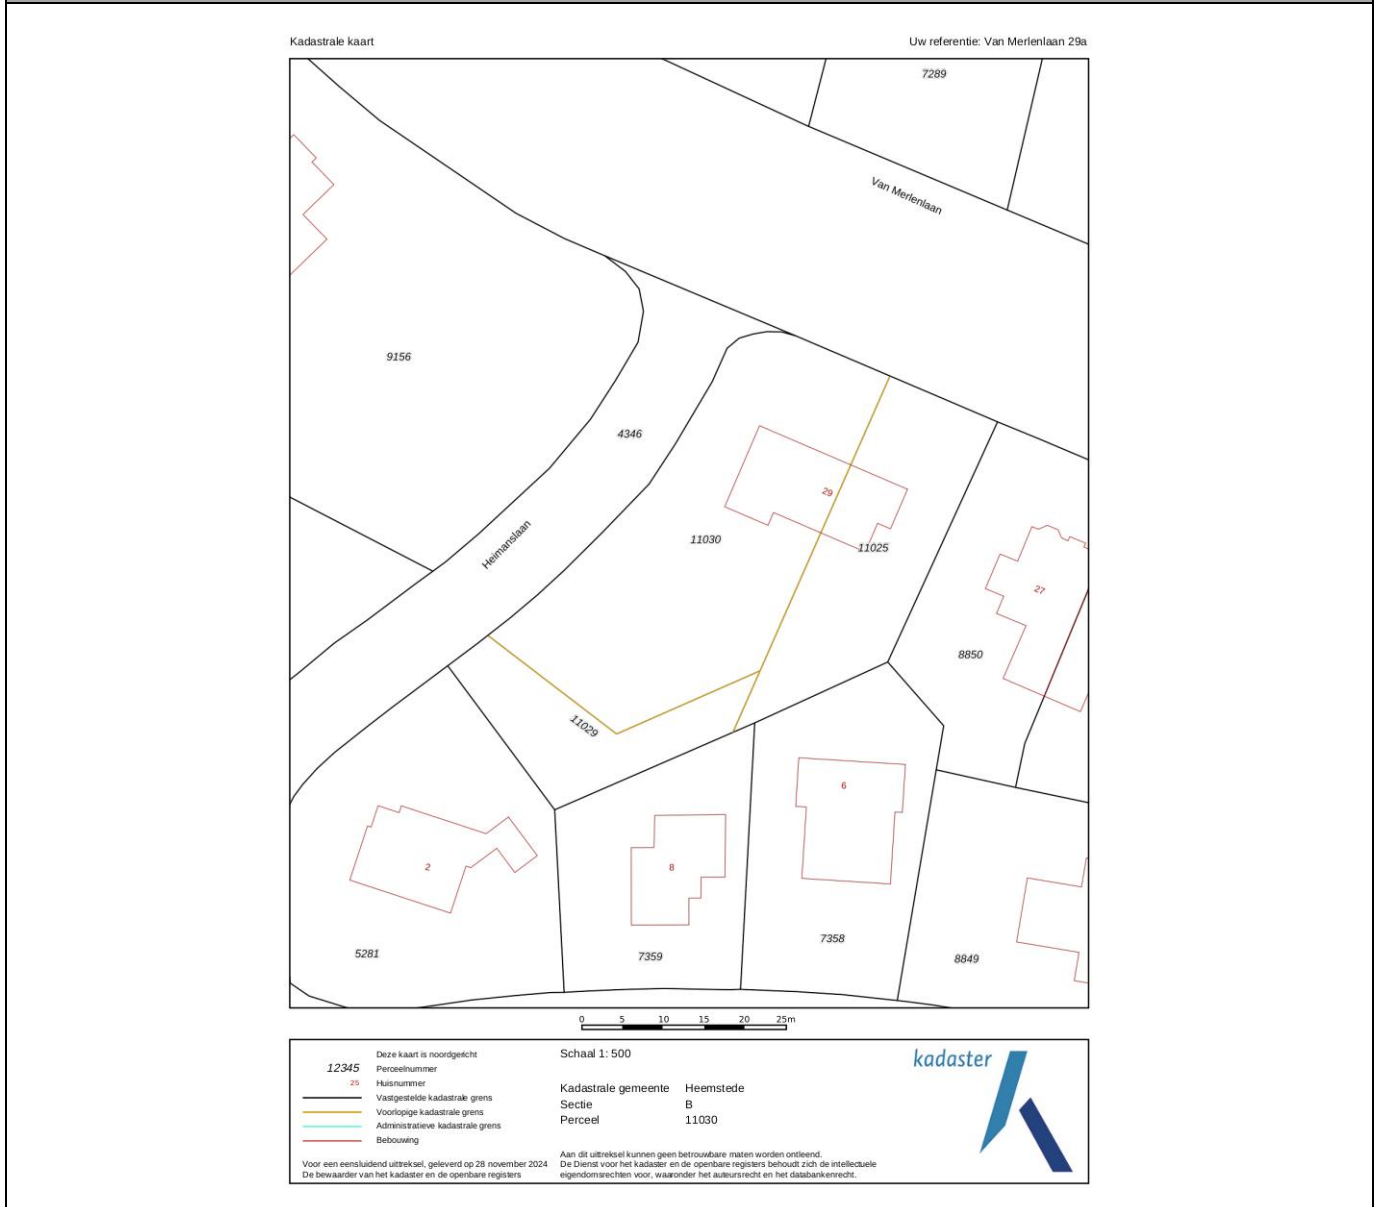 Kadastrale kaart
Uw referentie: Van Merlenlaan 29a
7289
Van Merlenlaan
9156
4346
29
11030
11025
Heimanslaan
27
8850
11029
6
8
2
5281
7359
7358
8849
0 5 10 15 20 25m
Deze kaart is noordgericht
12345 Perceelnummer
25 Huisnummer
Vastgestelde kadastrale grens
Voorlopige kadastrale grens
Administratieve kadastrale grens
Bebouwing
Voor een eensluidend uittreksel, geleverd op 28 november 2024
De bewaarder van het kadaster en de openbare registers
Schaal 1: 500
Kadastrale gemeente Heemstede
Sectie B
Perceel 11030
Aan dit uittreksel kunnen geen betrouwbare maten worden ontleend.
De Dienst voor het kadaster en de openbare registers behoudt zich de intellectuele
eigendomsrechten voor, waaronder het auteursrecht en het databankenrecht.
kadaster